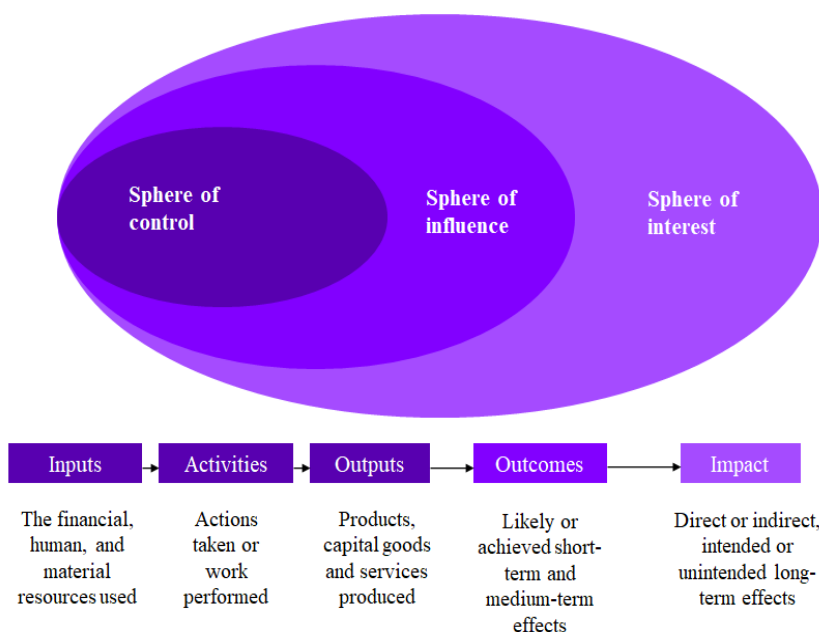 Sphere of
control
Sphere of
influence
Sphere of
interest
Inputs
Activities
Outputs
Outcomes
Impact
The financial,
human, and
material
resources used
Actions
taken or
work
performed
Products,
capital goods
and services
produced
Likely or
achieved short-
term and
medium-term
effects
Direct or indirect,
intended or
unintended long-
term effects